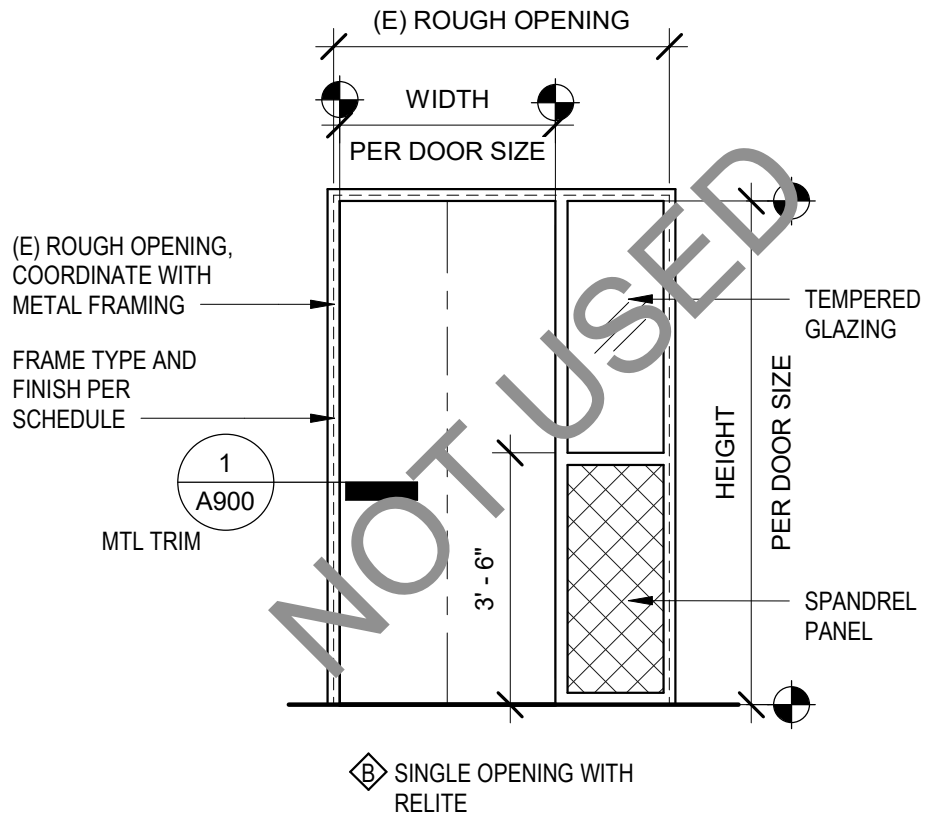 (E) ROUGH OPENING
WIDTH
PER DOOR SIZE
(E) ROUGH OPENING,
COORDINATE WITH
METAL FRAMING
FRAME TYPE AND
FINISH PER
SCHEDULE
1
A900
MTL TRIM
NOT USED
3' - 6"
TEMPERED
GLAZING
HEIGHT
PER DOOR SIZE
SPANDREL
PANEL
B
SINGLE OPENING WITH
RELITE